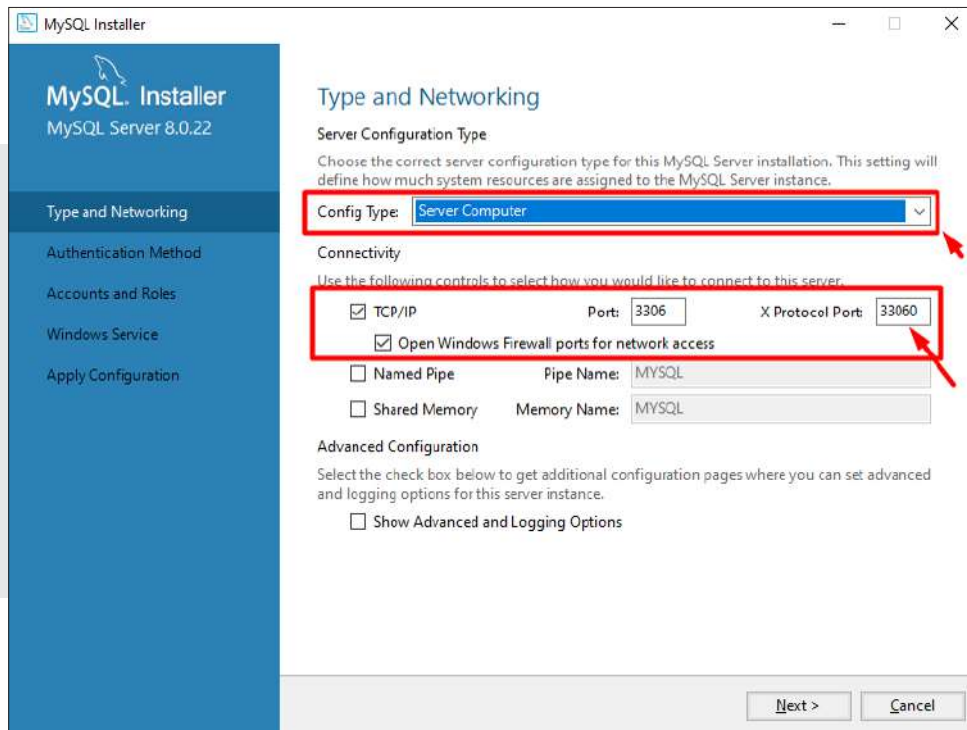 MySQL Installer
MySQL. Installer
MySQL Server 8.0.22
Type and Networking
Authentication Method
Accounts and Roles
Windows Service
Apply Configuration
Type and Networking
Server Configuration Type
Choose the correct server configuration type for this MySQL Server installation. This setting will
define how much system resources are assigned to the MySQL Server instance.
Config Type: Server Computer
Connectivity
Use the following controls to select how you would like to connect to this server.
TCP/IP Port: 3306 X Protocol Port: 33060
Open Windows Firewall ports for network access
Named Pipe Pipe Name: MYSQL
Shared Memory Memory Name: MYSQL
Advanced Configuration
Select the check box below to get additional configuration pages where you can set advanced
and logging options for this server instance.
Show Advanced and Logging Options
Next > Cancel